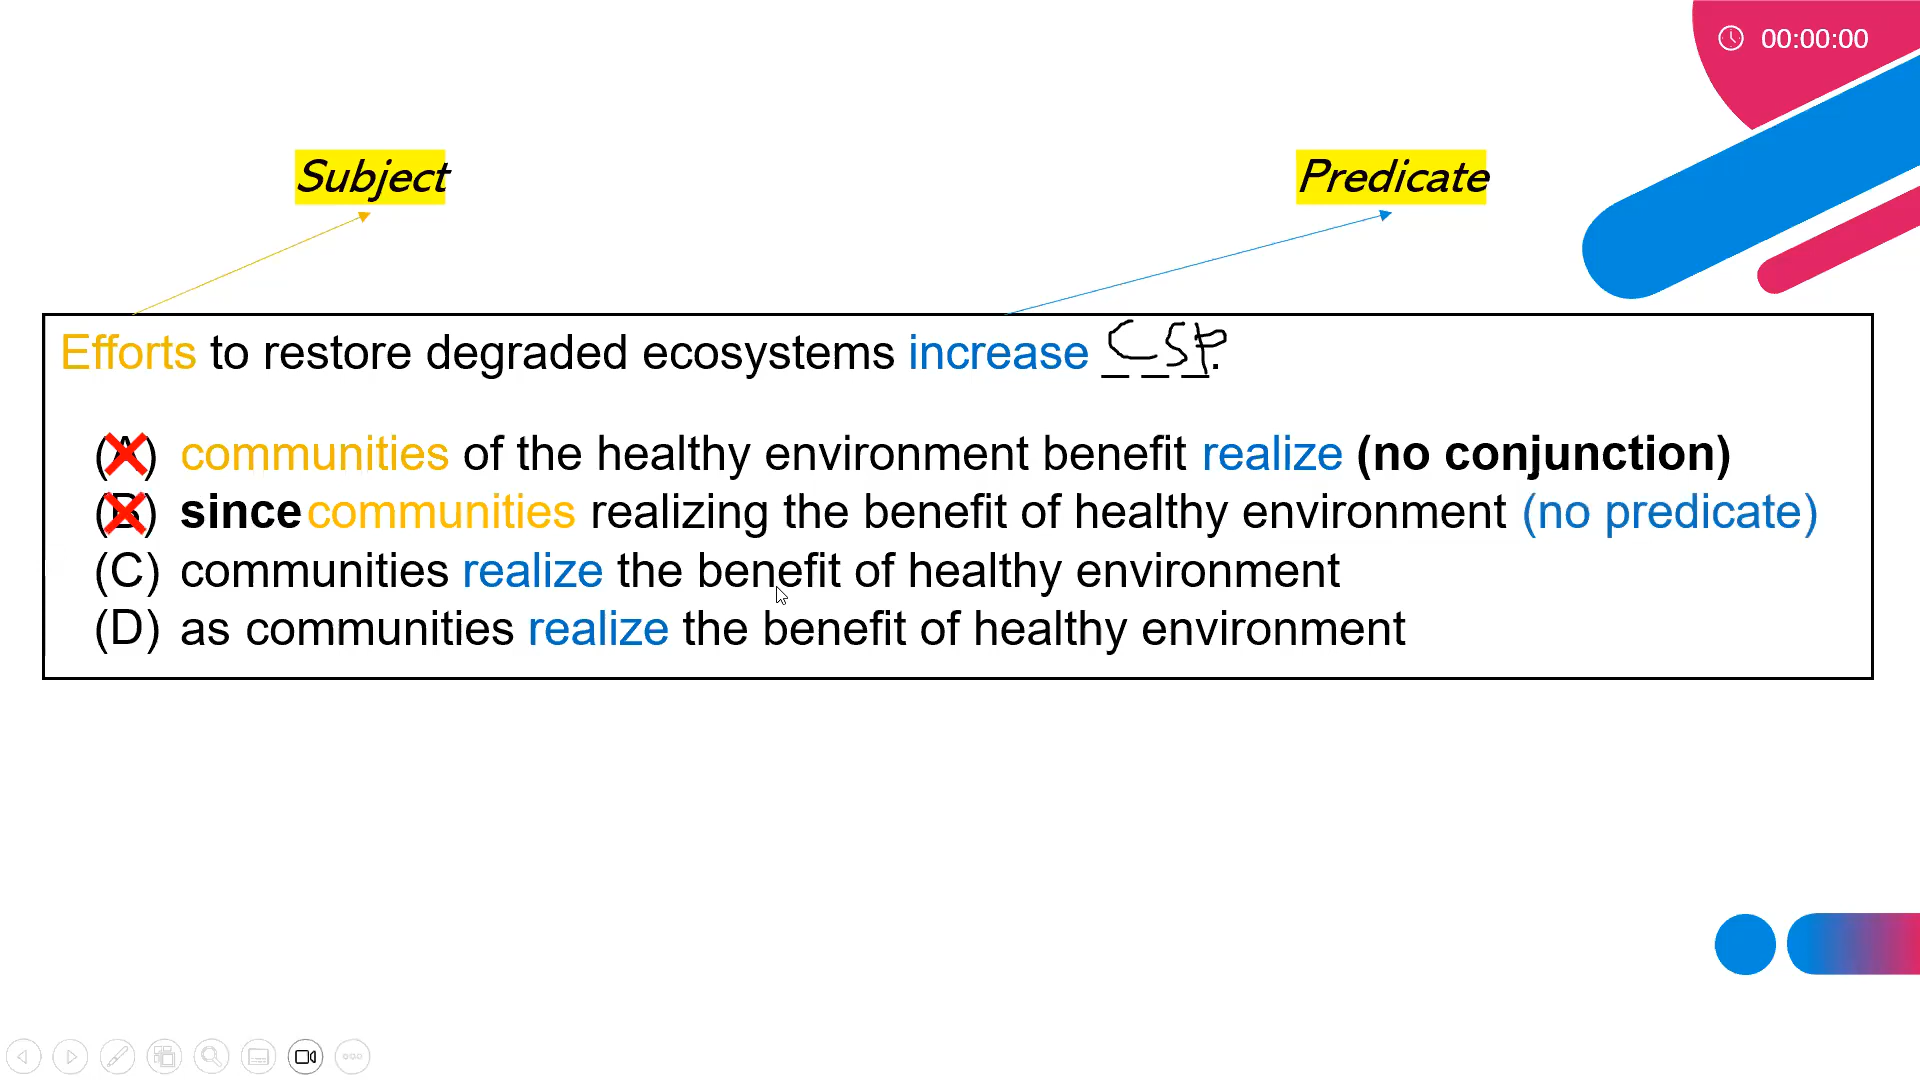 00:00:00
Subject
Predicate
Efforts to restore degraded ecosystems increase CSP _ _ _.
(A) communities of the healthy environment benefit realize (no conjunction)
(B) since communities realizing the benefit of healthy environment (no predicate)
(C) communities realize the benefit of healthy environment
(D) as communities realize the benefit of healthy environment